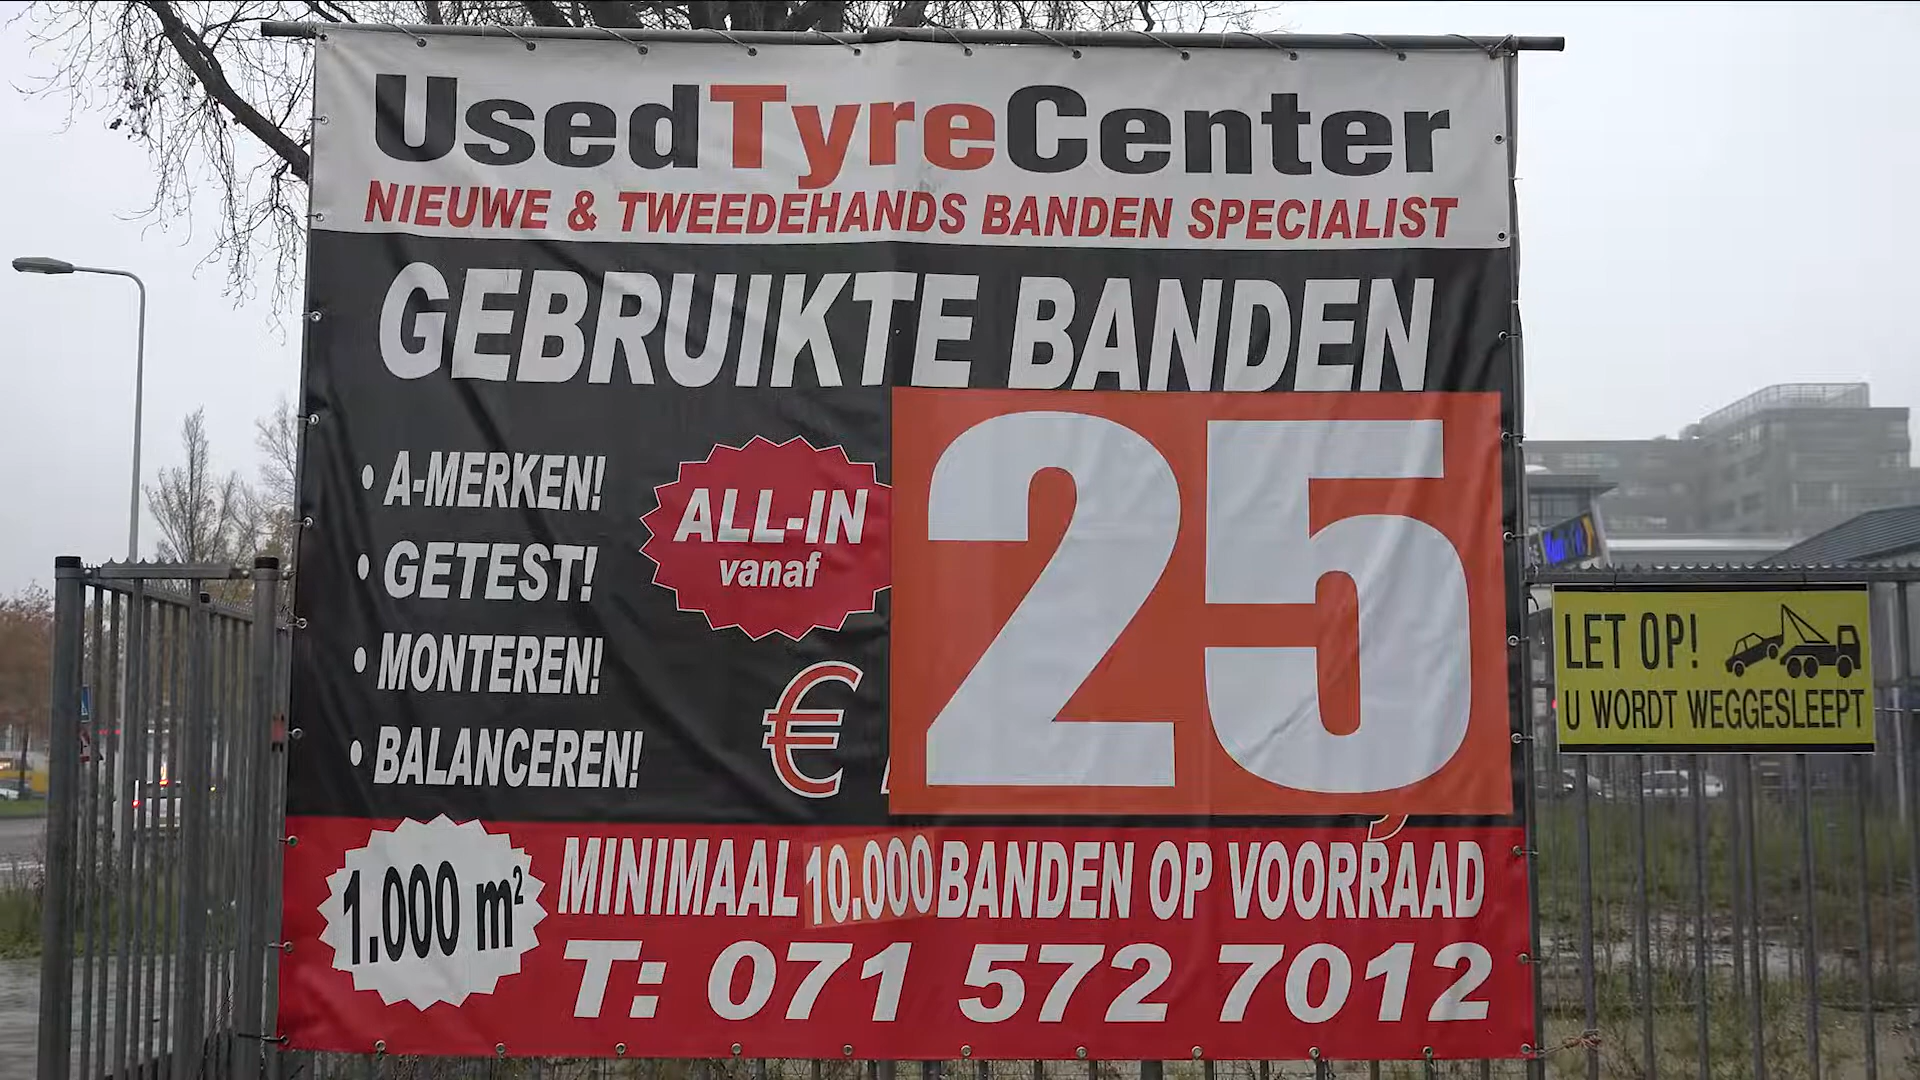 UsedTyreCenter
NIEUWE & TWEEDEHANDS BANDEN SPECIALIST
GEBRUIKTE BANDEN
• A-MERKEN!
• GETEST!
• MONTEREN!
• BALANCEREN!
ALL-IN
vanaf
€
25
1.000 m²
MINIMAAL 10.000 BANDEN OP VOORRAAD
T: 071 572 7012
LET OP!
U WORDT WEGGESLEEPT